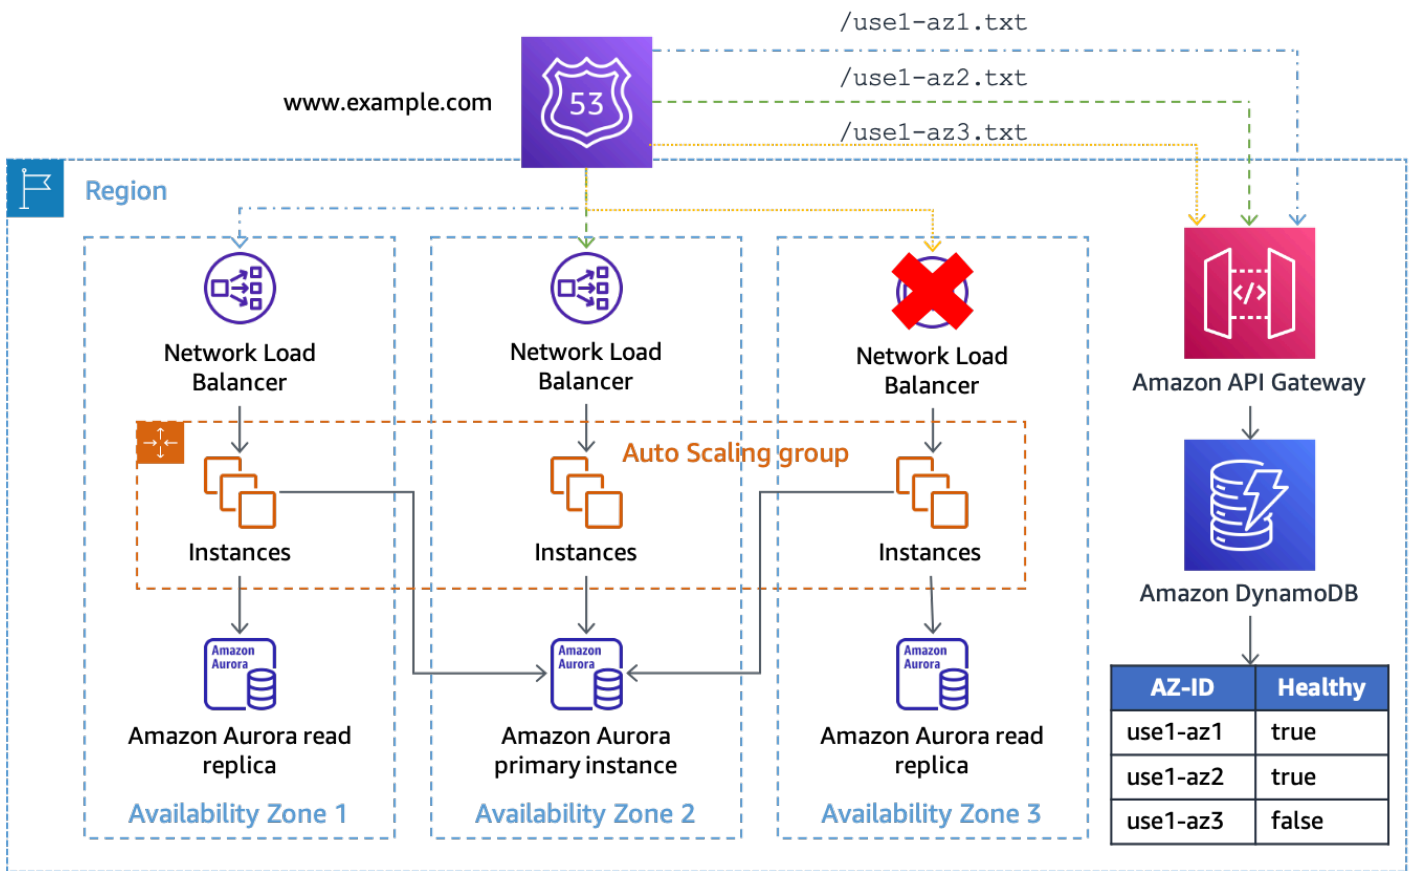 /use1-az1.txt
/use1-az2.txt
/use1-az3.txt
www.example.com
53
Region
Network Load
Balancer
Network Load
Balancer
Network Load
Balancer
Amazon API Gateway
Auto Scaling group
Instances
Instances
Instances
Amazon DynamoDB
Amazon
Aurora
Amazon
Aurora
Amazon
Aurora
Amazon Aurora read
replica
Amazon Aurora
primary instance
Amazon Aurora read
replica
Availability Zone 1
Availability Zone 2
Availability Zone 3
AZ-ID Healthy
use1-az1 true
use1-az2 true
use1-az3 false